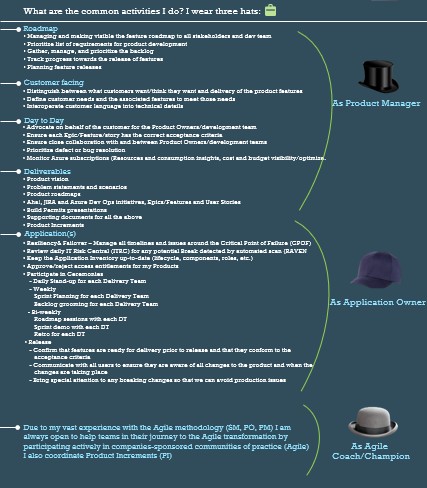 What are the common activities I do? I wear three hats:
Roadmap
• Managing and making visible the feature roadmap to all stakeholders and dev team
• Prioritize list of requirements for product development
• Gather, manage, and prioritize the backlog
• Track progress towards the release of features
• Planning feature releases
Customer facing
• Distinguish between what customers want/think they want and delivery of the product features
• Define customer needs and the associated features to meet those needs
• Interoperate customer language into technical details
As Product Manager
Day to Day
• Advocate on behalf of the customer for the Product Owners/development team
• Ensure each Epic/Feature/story has the correct acceptance criteria
• Ensure close collaboration with and between Product Owners/development teams
• Prioritize defect or bug resolution
• Monitor Azure subscriptions (Resources and consumption insights, cost and budget visibility/optimize.
Deliverables
• Product vision
• Problem statements and scenarios
• Product roadmaps
• Aha!, JIRA and Azure Dev Ops initiatives, Epics/Features and User Stories
• Build Permits presentations
• Supporting documents for all the above
• Product Increments
Application(s)
• Resiliency& Failover – Manage all timelines and issues around the Critical Point of Failure (CPOF)
• Review daily IT Risk Central (ITRC) for any potential Break detected by automated scan (RAVEN
• Keep the Application Inventory up-to-date (lifecycle, components, roles, etc.)
• Approve/reject access entitlements for my Products
• Participate in Ceremonies
– Daily Stand-up for each Delivery Team
– Weekly
Sprint Planning for each Delivery Team
Backlog grooming for each Delivery Team
– Bi-weekly
Roadmap sessions with each DT
Sprint demo with each DT
Retro for each DT
• Release
– Confirm that features are ready for delivery prior to release and that they conform to the
acceptance criteria
– Communicate with all users to ensure they are aware of all changes to the product and when the
changes are taking place
– Bring special attention to any breaking changes so that we can avoid production issues
As Application Owner
Due to my vast experience with the Agile methodology (SM, PO, PM) I am
always open to help teams in their journey to the Agile transformation by
participating actively in companies-sponsored communities of practice (Agile)
I also coordinate Product Increments (PI)
As Agile
Coach/Champion